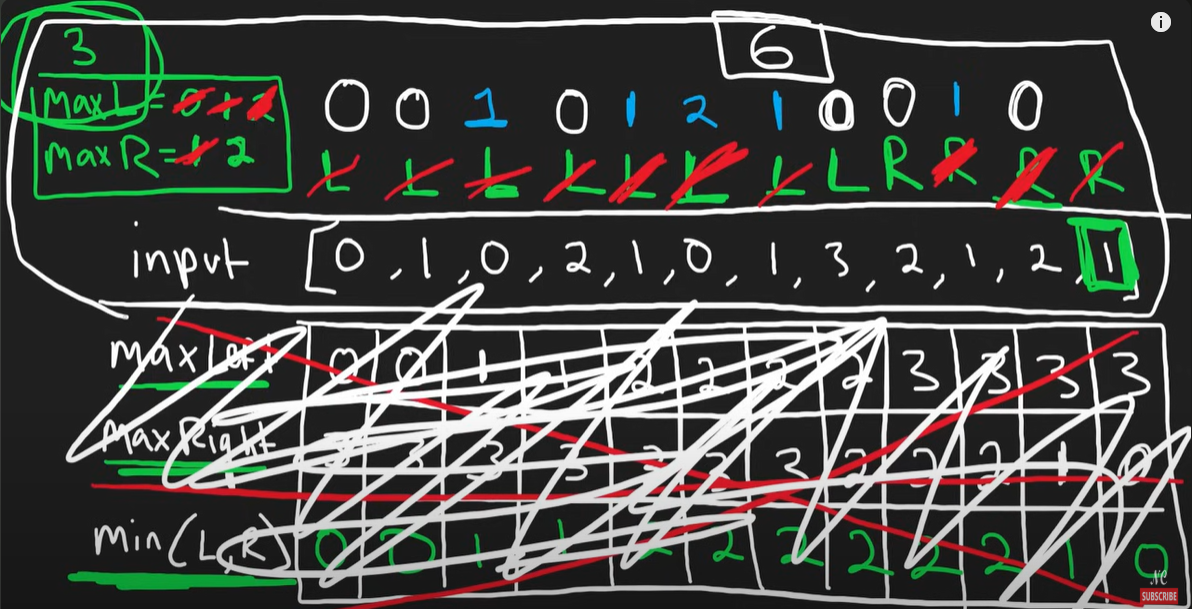 3
6
maxL = 0 1 2
maxR = 1 2
0 0 1 0 1 2 1 0 0 1 0
L L L L L L L L R R R R
input [0, 1, 0, 2, 1, 0, 1, 3, 2, 1, 2, 1]
maxLeft 0 0 1 1 2 2 2 2 3 3 3 3
maxRight 3 3 3 3 3 3 2 2 2 1 0
min(L,R) 0 0 1 1 2 2 2 2 2 2 1 0
NC
SUBSCRIBE
i